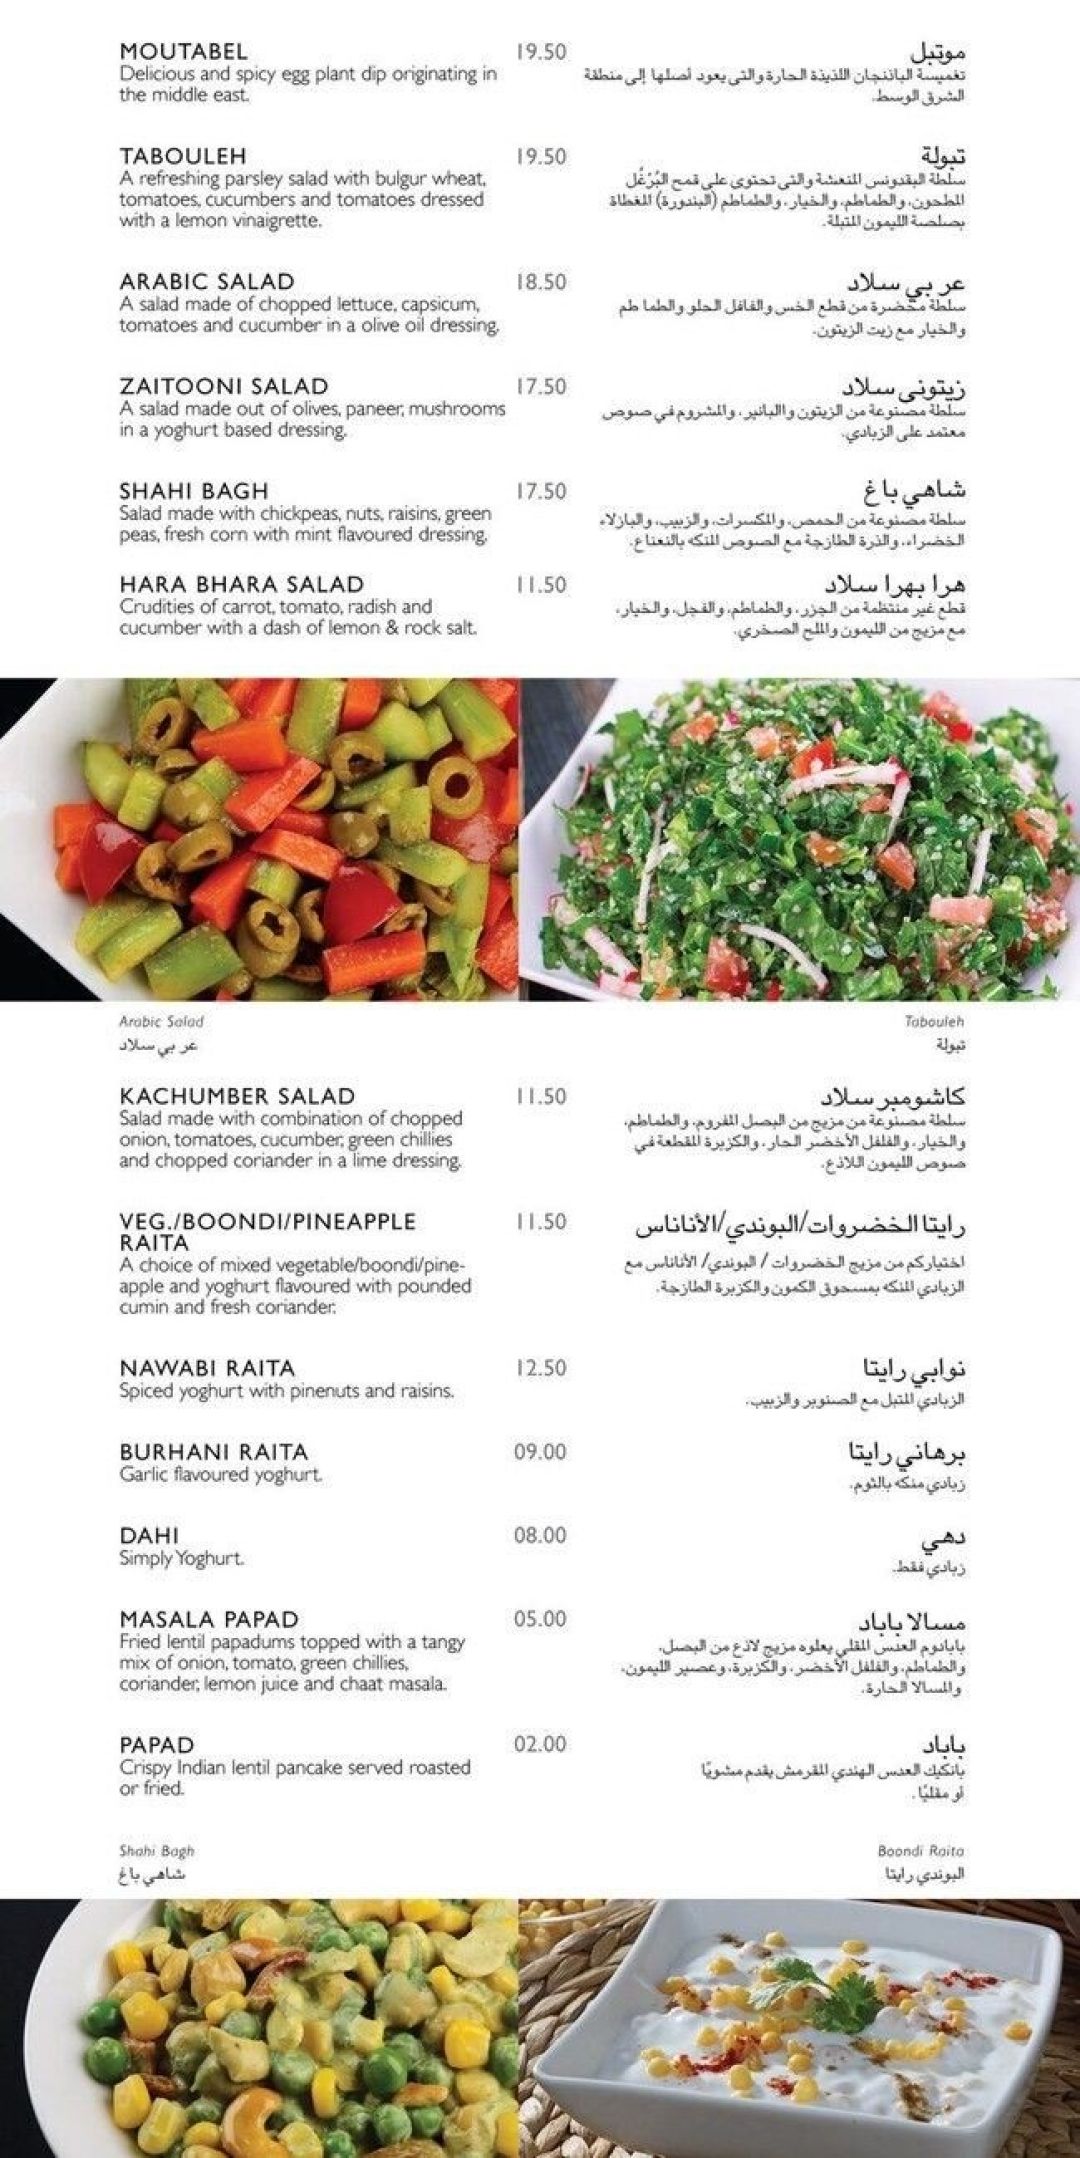 MOUTABEL 19.50 موتبل
Delicious and spicy egg plant dip originating in
the middle east.
تغميسة الباذنجان اللذيذة الحارة والتى يعود أصلها إلى منطقة
الشرق الوسط.
TABOULEH 19.50 تبولة
A refreshing parsley salad with bulgur wheat,
tomatoes, cucumbers and tomatoes dressed
with a lemon vinaigrette.
سلطة البقدونس المنعشة والتى تحتوى على قمح البُرْغُل
المطحون، والطماطم، والخيار، والطماطم (البندورة) المغطاة
بصلصة الليمون المتبلة.
ARABIC SALAD 18.50 عر بي سلاد
A salad made of chopped lettuce, capsicum,
tomatoes and cucumber in a olive oil dressing.
سلطة محضرة من قطع الخس والفافل الحلو والطما طم
والخيار مع زيت الزيتون.
ZAITOONI SALAD 17.50 زيتونى سلاد
A salad made out of olives, paneer, mushrooms
in a yoghurt based dressing.
سلطة مصنوعة من الزيتون واالبانير، والمشروم في صوص
معتمد على الزبادي.
SHAHI BAGH 17.50 شاهي با غ
Salad made with chickpeas, nuts, raisins, green
peas, fresh corn with mint flavoured dressing.
سلطة مصنوعة من الحمص، والمكسرات، والزبيب، والبازلاء
الخضراء، والذرة الطازجة مع الصوص المنكه بالنعناع.
HARA BHARA SALAD 11.50 هرا بهرا سلاد
Crudities of carrot, tomato, radish and
cucumber with a dash of lemon & rock salt.
قطع غير منتظمة من الجزر، والطماطم، والفجل، والخيار،
مع مزيج من الليمون والملح الصخري.
Arabic Salad
عر بي سلاد
Tabouleh
تبولة
KACHUMBER SALAD 11.50 كاشومبر سلاد
Salad made with combination of chopped
onion, tomatoes, cucumber, green chillies
and chopped coriander in a lime dressing.
سلطة مصنوعة من مزيج من البصل المفروم، والطماطم،
والخيار، والفلفل الأخضر الحار، والكزبرة المقطعة في
صوص الليمون اللاذع.
VEG./BOONDI/PINEAPPLE 11.50 رايتا الخضروات/البوندي/الأناناس
RAITA
A choice of mixed vegetable/boondi/pine-
apple and yoghurt flavoured with pounded
cumin and fresh coriander.
اختياركم من مزيج الخضروات / البوندي/ الأناناس مع
الزبادي المنكه بمسحوق الكمون والكزبرة الطازجة.
NAWABI RAITA 12.50 نوابي رايتا
Spiced yoghurt with pinenuts and raisins.
الزبادي المتبل مع الصنوبر والزبيب.
BURHANI RAITA 09.00 برهاني رايتا
Garlic flavoured yoghurt.
زبادي منكه بالثوم.
DAHI 08.00 دهي
Simply Yoghurt.
زبادي فقط.
MASALA PAPAD 05.00 مسالا باباد
Fried lentil papadums topped with a tangy
mix of onion, tomato, green chillies,
coriander, lemon juice and chaat masala.
بابادوم العدس المقلي يعلوه مزيج لاذع من البصل،
والطماطم، والفلفل الأخضر، والكزبرة، وعصير الليمون،
والمسالا الحارة.
PAPAD 02.00 باباد
Crispy Indian lentil pancake served roasted
or fried.
بانكيك العدس الهندي المقرمش يقدم مشويًا
أو مقليًا .
Shahi Bagh
شاهي باغ
Boondi Raita
البوندي رايتا